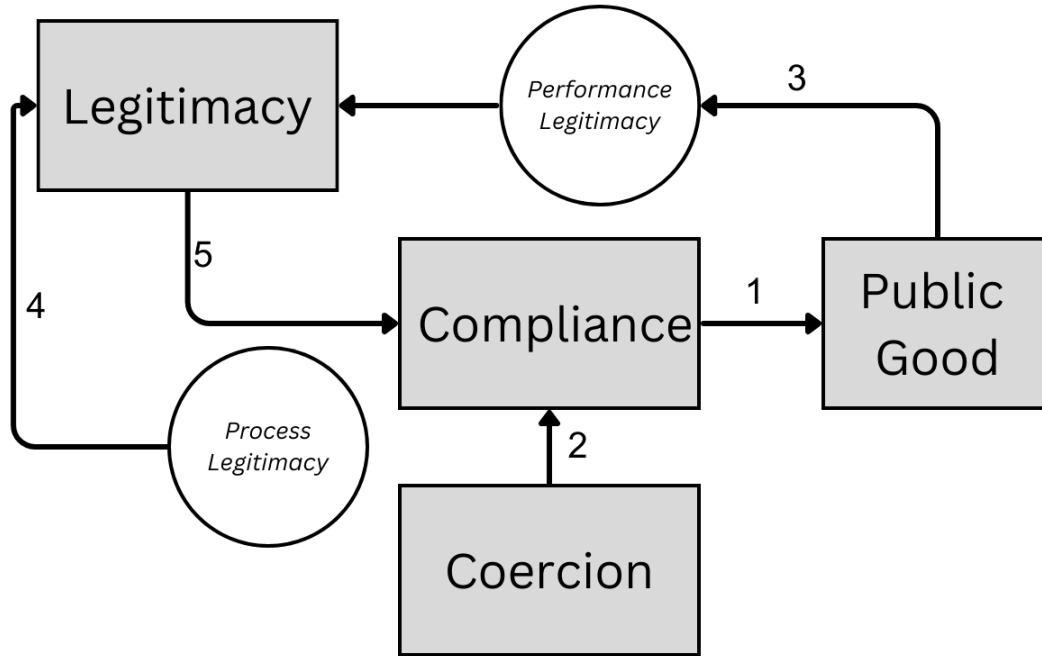 Legitimacy
Performance
Legitimacy
3
4
5
Compliance
1
Public
Good
Process
Legitimacy
2
Coercion